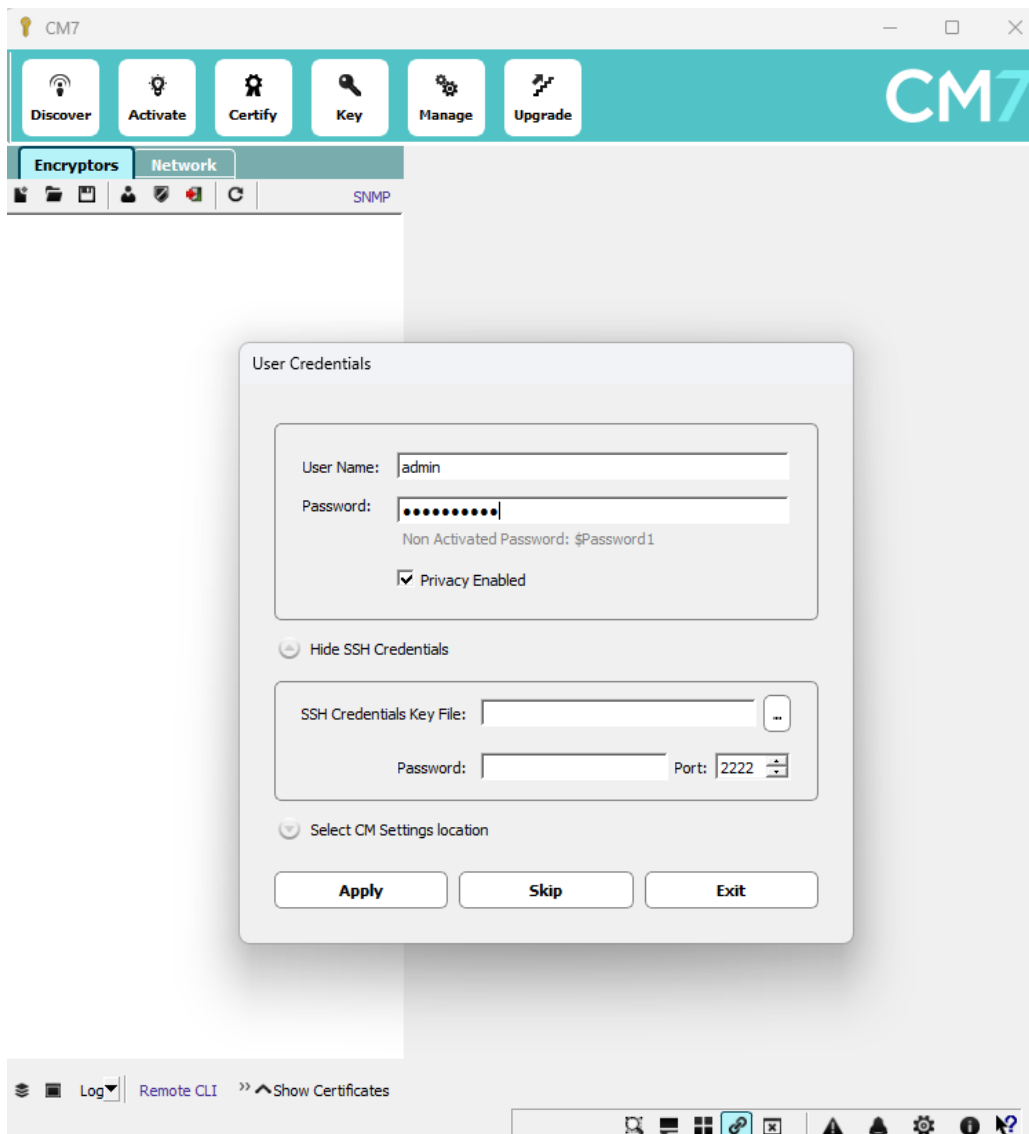 CM7
Discover Activate Certify Key Manage Upgrade
CM7
Encryptors Network
SNMP
User Credentials
User Name: admin
Password: ●●●●●●●●●●
Non Activated Password: $Password1
Privacy Enabled
Hide SSH Credentials
SSH Credentials Key File: ...
Password: Port: 2222
Select CM Settings location
Apply Skip Exit
Log Remote CLI >> Show Certificates